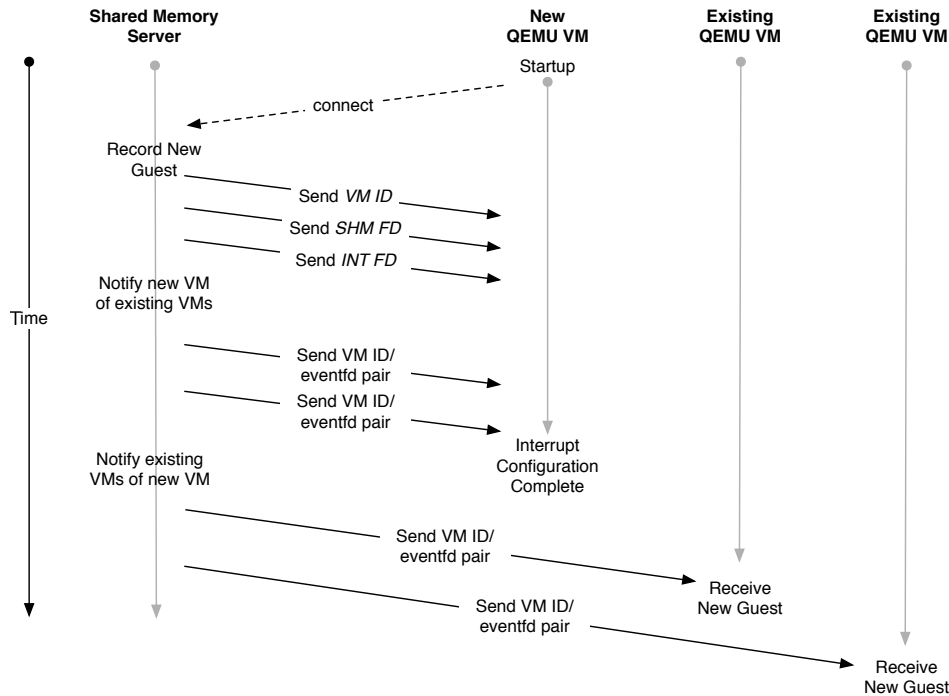 Shared Memory
Server
New
QEMU VM
Existing
QEMU VM
Existing
QEMU VM
Startup
connect
Record New
Guest
Send VM ID
Send SHM FD
Send INT FD
Notify new VM
of existing VMs
Time
Send VM ID/
eventfd pair
Send VM ID/
eventfd pair
Interrupt
Configuration
Complete
Notify existing
VMs of new VM
Send VM ID/
eventfd pair
Receive
New Guest
Send VM ID/
eventfd pair
Receive
New Guest